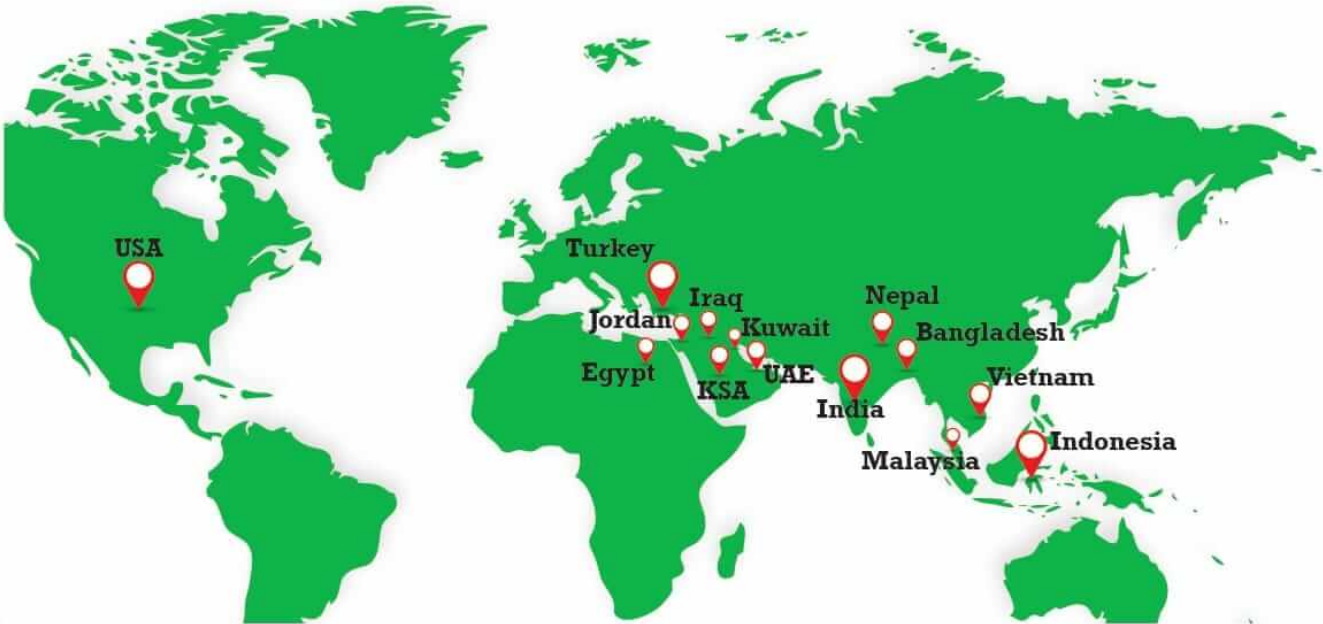 USA
Turkey
Iraq
Nepal
Jordan
Kuwait
Bangladesh
Egypt
UAE
KSA
Vietnam
India
Indonesia
Malaysia